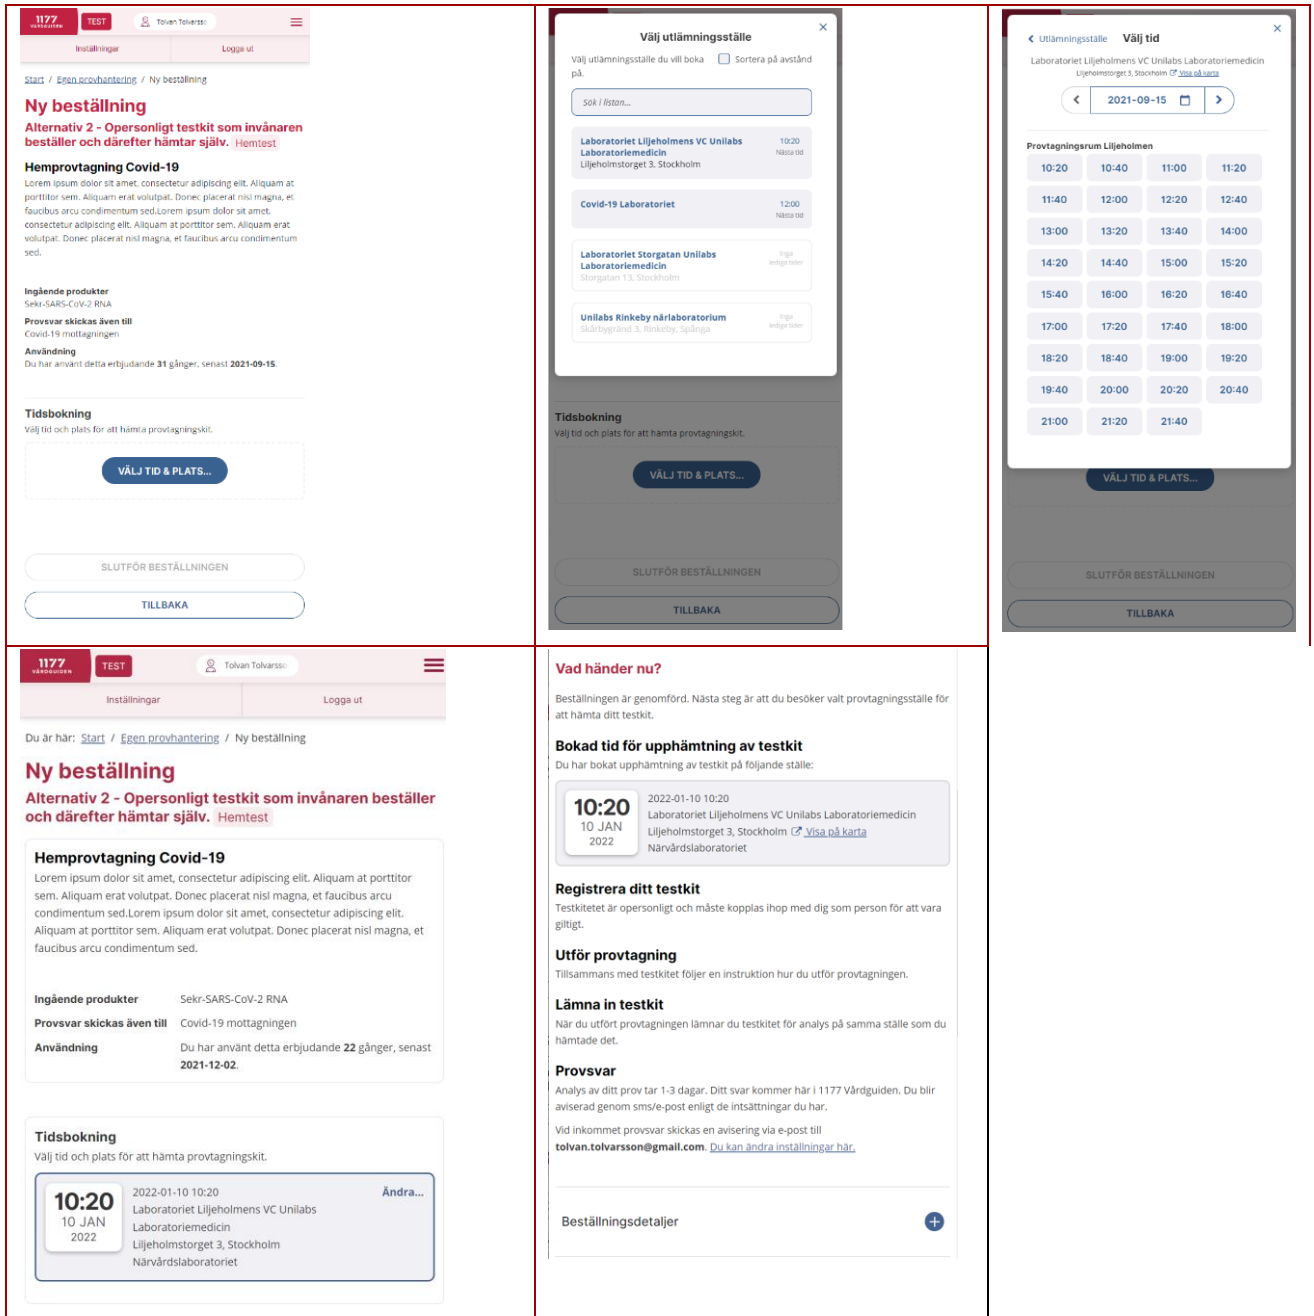 1177
VÅRDGUIDEN
TEST
Tolvan Tolvarsso
Inställningar
Logga ut
Start / Egen provhantering / Ny beställning
Ny beställning
Alternativ 2 - Opersonligt testkit som invånaren
beställer och därefter hämtar själv. Hemtest
Hemprovtagning Covid-19
Lorem ipsum dolor sit amet, consectetur adipiscing elit. Aliquam at
porttitor sem. Aliquam erat volutpat. Donec placerat nisl magna, et
faucibus arcu condimentum sed.Lorem ipsum dolor sit amet,
consectetur adipiscing elit. Aliquam at porttitor sem. Aliquam erat
volutpat. Donec placerat nisl magna, et faucibus arcu condimentum
sed.
Ingående produkter
Sekr-SARS-CoV-2 RNA
Provsvar skickas även till
Covid-19 mottagningen
Användning
Du har använt detta erbjudande 31 gånger, senast 2021-09-15.
Tidsbokning
Välj tid och plats för att hämta provtagningskit.
VÄLJ TID & PLATS...
SLUTFÖR BESTÄLLNINGEN
TILLBAKA
Välj utlämningsställe
Välj utlämningsställe du vill boka
på.
Sortera på avstånd
Sök i listan...
Laboratoriet Liljeholmens VC Unilabs
Laboratoriemedicin
Liljeholmstorget 3, Stockholm
10:20
Nästa tid
Covid-19 Laboratoriet
12:00
Nästa tid
Laboratoriet Storgatan Unilabs
Laboratoriemedicin
Storgatan 13, Stockholm
Inga
lediga tider
Unilabs Rinkeby närlaboratorium
Skårbygränd 3, Rinkeby, Spånga
Inga
lediga tider
Tidsbokning
Välj tid och plats för att hämta provtagningskit.
VÄLJ TID & PLATS...
SLUTFÖR BESTÄLLNINGEN
TILLBAKA
Utlämningsställe
Välj tid
Laboratoriet Liljeholmens VC Unilabs Laboratoriemedicin
Liljeholmstorget 3, Stockholm Visa på karta
2021-09-15
Provtagningsrum Liljeholmen
10:20 10:40 11:00 11:20
11:40 12:00 12:20 12:40
13:00 13:20 13:40 14:00
14:20 14:40 15:00 15:20
15:40 16:00 16:20 16:40
17:00 17:20 17:40 18:00
18:20 18:40 19:00 19:20
19:40 20:00 20:20 20:40
21:00 21:20 21:40
VÄLJ TID & PLATS...
SLUTFÖR BESTÄLLNINGEN
TILLBAKA
1177
VÅRDGUIDEN
TEST
Tolvan Tolvarsso
Inställningar
Logga ut
Du är här: Start / Egen provhantering / Ny beställning
Ny beställning
Alternativ 2 - Opersonligt testkit som invånaren beställer
och därefter hämtar själv. Hemtest
Hemprovtagning Covid-19
Lorem ipsum dolor sit amet, consectetur adipiscing elit. Aliquam at porttitor
sem. Aliquam erat volutpat. Donec placerat nisl magna, et faucibus arcu
condimentum sed.Lorem ipsum dolor sit amet, consectetur adipiscing elit.
Aliquam at porttitor sem. Aliquam erat volutpat. Donec placerat nisl magna, et
faucibus arcu condimentum sed.
Ingående produkter Sekr-SARS-CoV-2 RNA
Provsvar skickas även till Covid-19 mottagningen
Användning Du har använt detta erbjudande 22 gånger, senast
2021-12-02.
Tidsbokning
Välj tid och plats för att hämta provtagningskit.
10:20
10 JAN
2022
2022-01-10 10:20
Laboratoriet Liljeholmens VC Unilabs
Laboratoriemedicin
Liljeholmstorget 3, Stockholm
Närvårdslaboratoriet
Ändra...
Vad händer nu?
Beställningen är genomförd. Nästa steg är att du besöker valt provtagningsställe för
att hämta ditt testkit.
Bokad tid för upphämtning av testkit
Du har bokat upphämtning av testkit på följande ställe:
10:20
10 JAN
2022
2022-01-10 10:20
Laboratoriet Liljeholmens VC Unilabs Laboratoriemedicin
Liljeholmstorget 3, Stockholm Visa på karta
Närvårdslaboratoriet
Registrera ditt testkit
Testkitetet är opersonligt och måste kopplas ihop med dig som person för att vara
giltigt.
Utför provtagning
Tillsammans med testkitet följer en instruktion hur du utför provtagningen.
Lämna in testkit
När du utfört provtagningen lämnar du testkitet för analys på samma ställe som du
hämtade det.
Provsvar
Analys av ditt prov tar 1-3 dagar. Ditt svar kommer här i 1177 Vårdguiden. Du blir
aviserad genom sms/e-post enligt de intsättningar du har.
Vid inkommet provsvar skickas en avisering via e-post till
tolvan.tolvarsson@gmail.com. Du kan ändra inställningar här.
Beställningsdetaljer